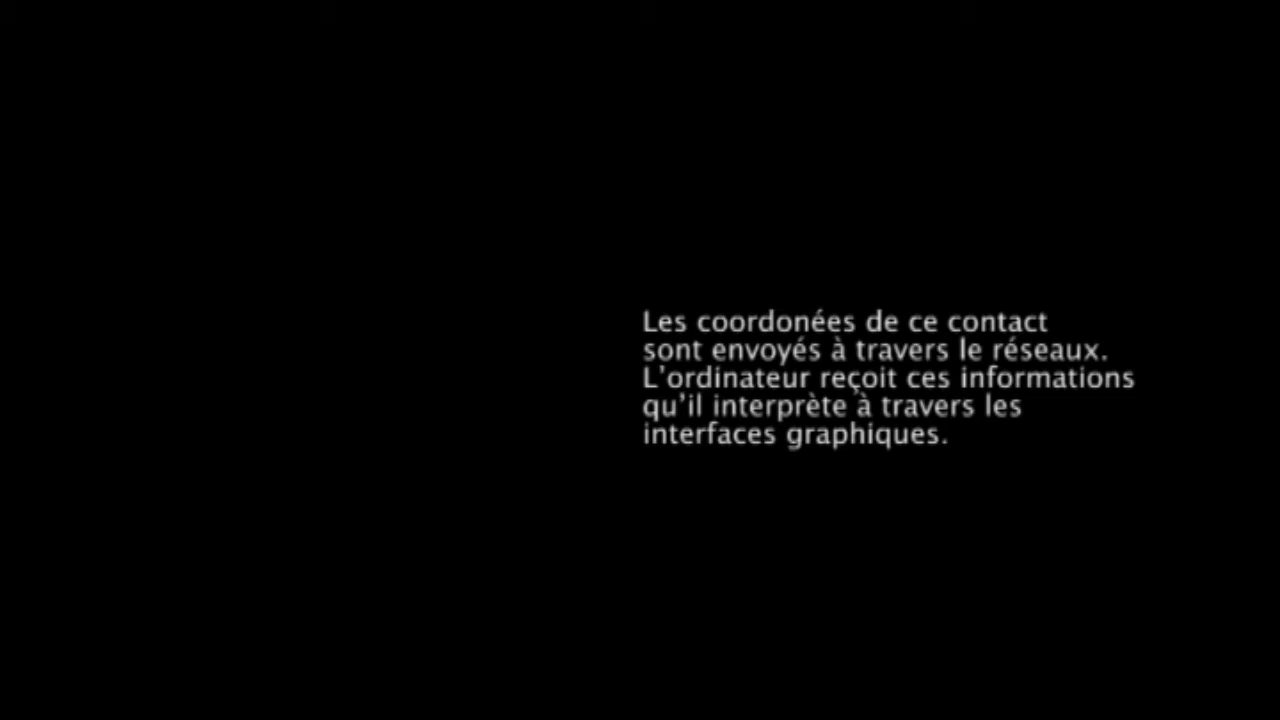 Les coordonées de ce contact
sont envoyés à travers le réseaux.
L'ordinateur reçoit ces informations
qu'il interprète à travers les
interfaces graphiques.